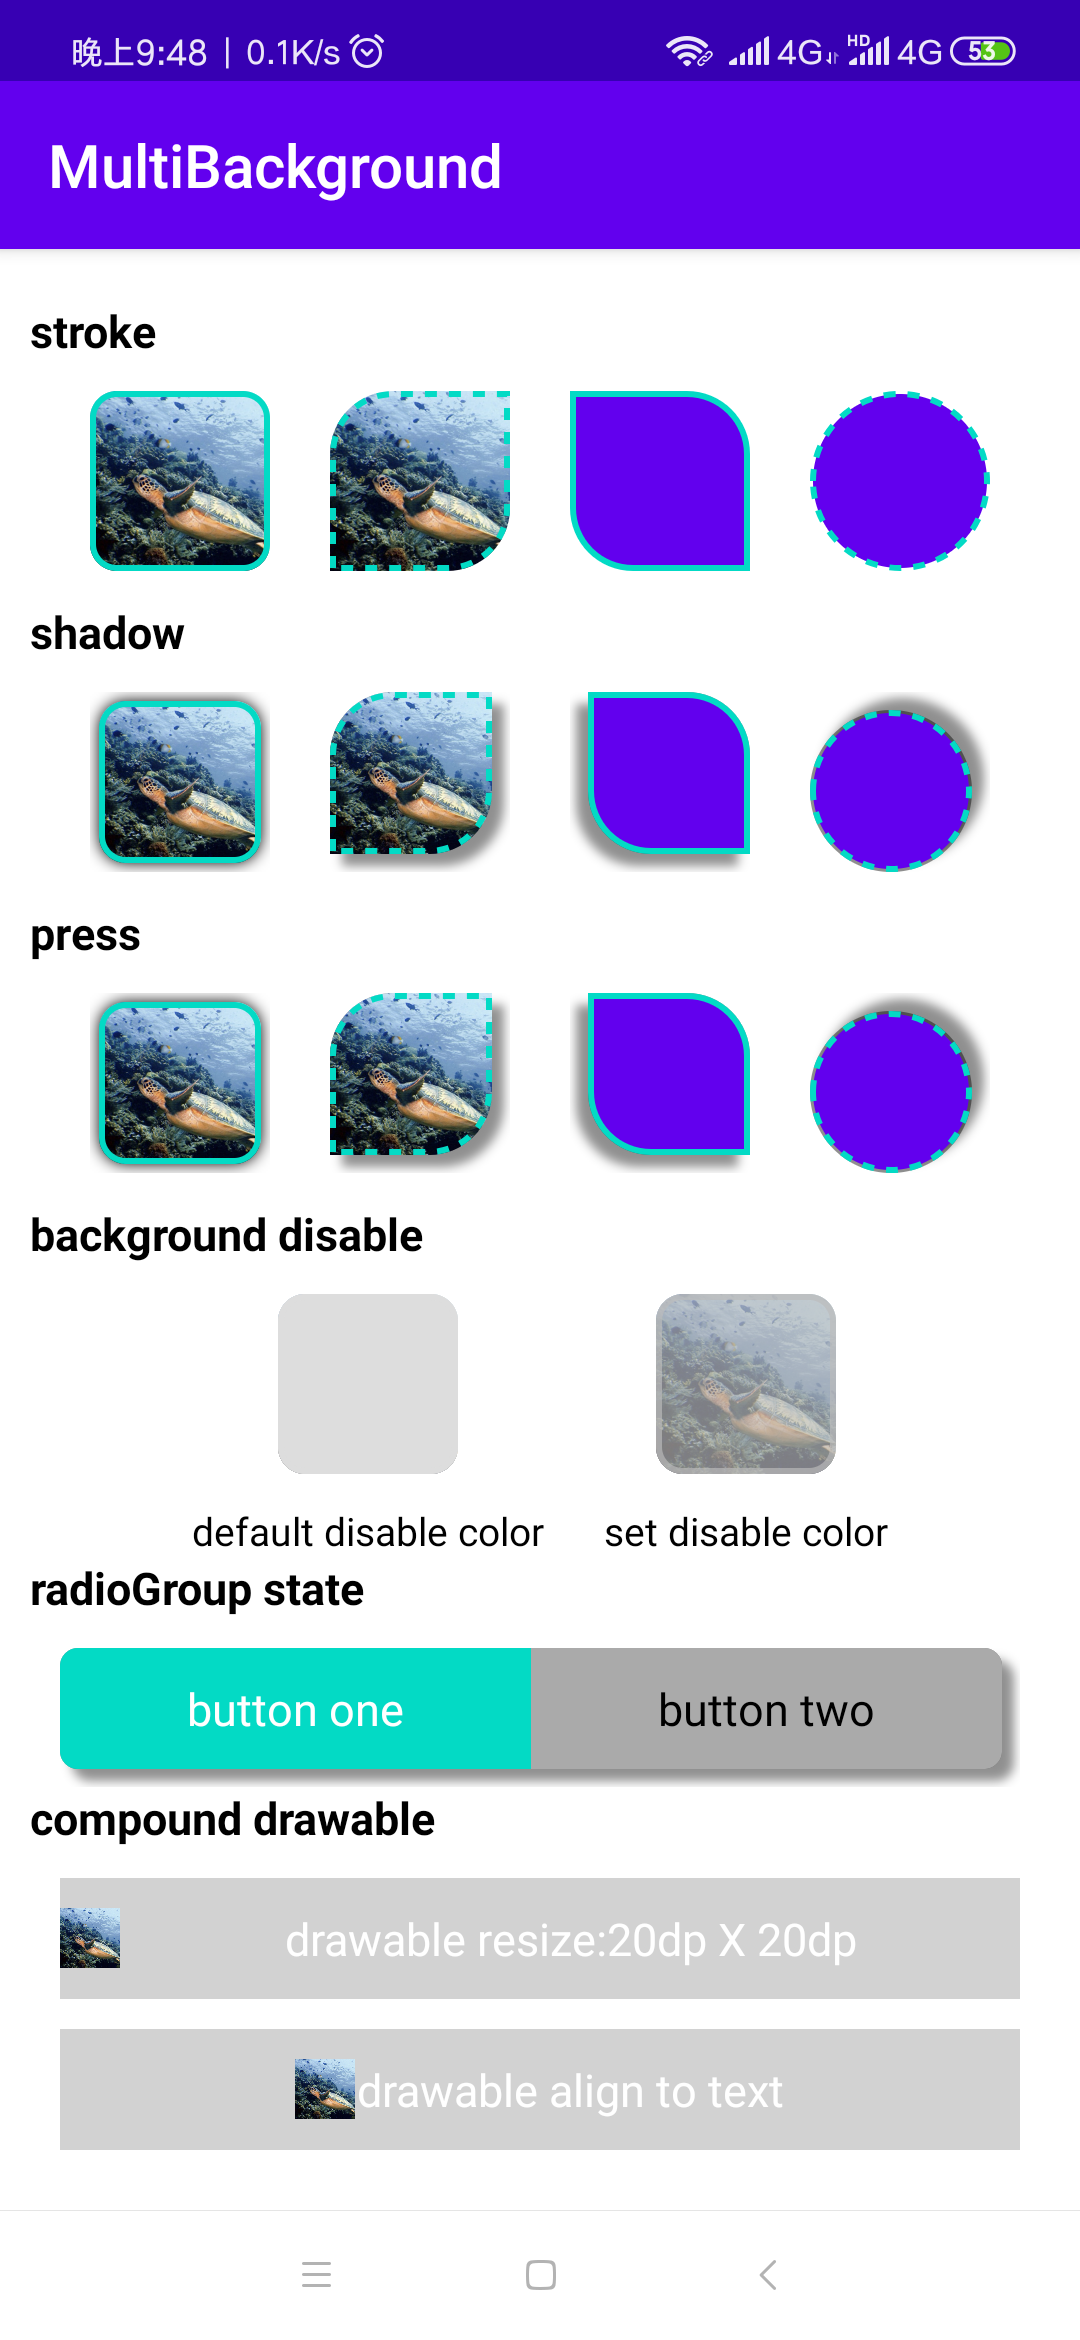 晚上9:48 | 0.1K/s 4G HD 4G 53
MultiBackground
stroke
shadow
press
background disable
default disable color set disable color
radioGroup state
button one button two
compound drawable
drawable resize:20dp X 20dp
drawable align to text